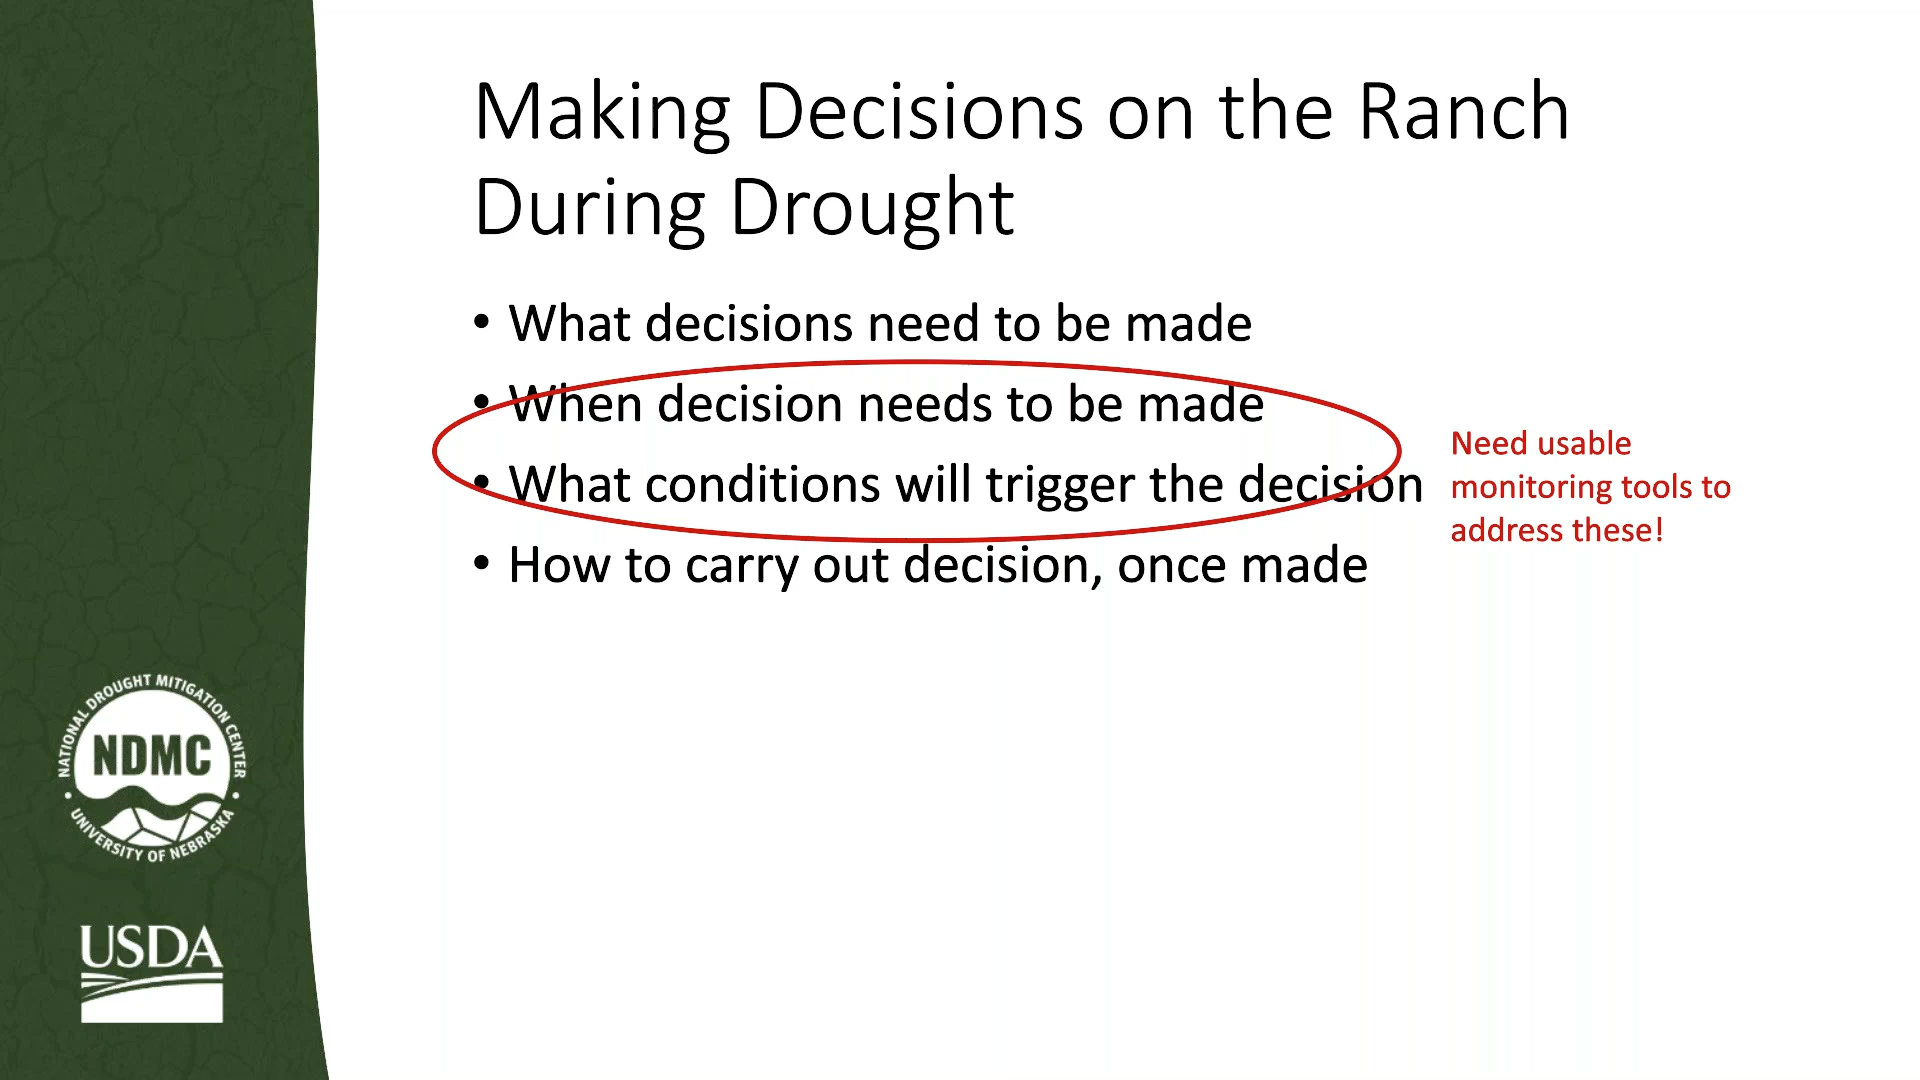 Making Decisions on the Ranch
During Drought
• What decisions need to be made
• When decision needs to be made
• What conditions will trigger the decision
• How to carry out decision, once made
Need usable
monitoring tools to
address these!
NATIONAL DROUGHT MITIGATION CENTER
NDMC
• UNIVERSITY OF NEBRASKA •
USDA